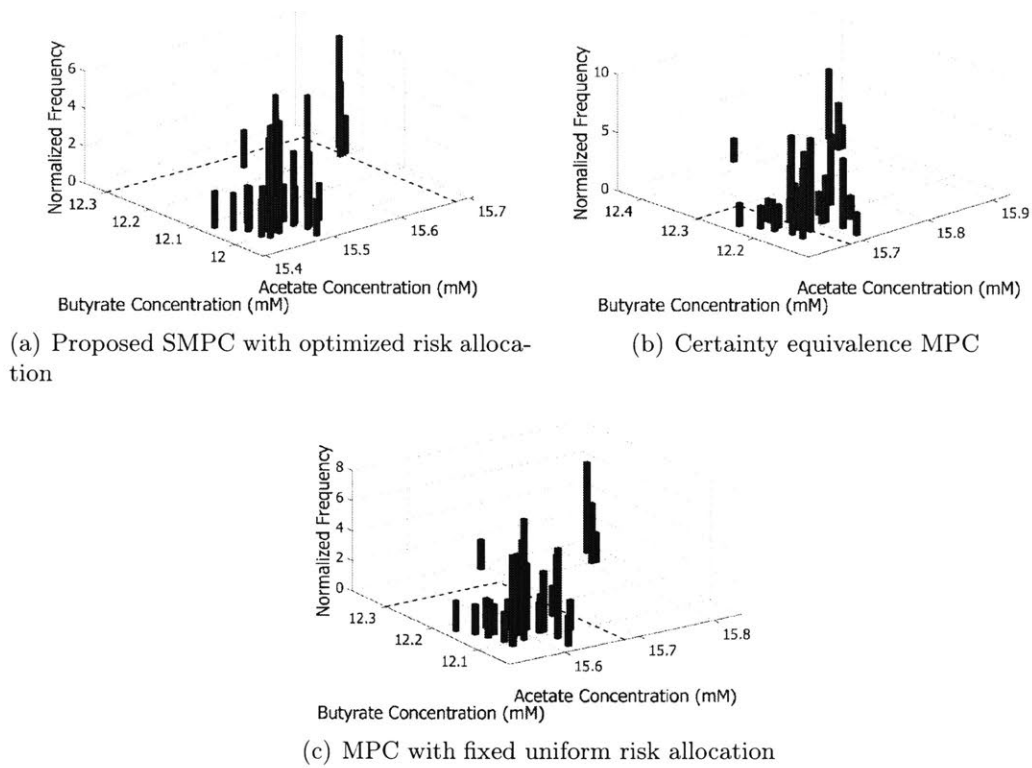 Normalized Frequency
6
4
2
0
12.3
12.2
12.1
12
15.4
15.5
15.6
15.7
Butyrate Concentration (mM)
Acetate Concentration (mM)
(a) Proposed SMPC with optimized risk alloca-
tion
Normalized Frequency
10
5
0
12.4
12.3
12.2
15.7
15.8
15.9
Butyrate Concentration (mM)
Acetate Concentration (mM)
(b) Certainty equivalence MPC
Normalized Frequency
8
6
4
2
0
12.3
12.2
12.1
15.6
15.7
15.8
Butyrate Concentration (mM)
Acetate Concentration (mM)
(c) MPC with fixed uniform risk allocation